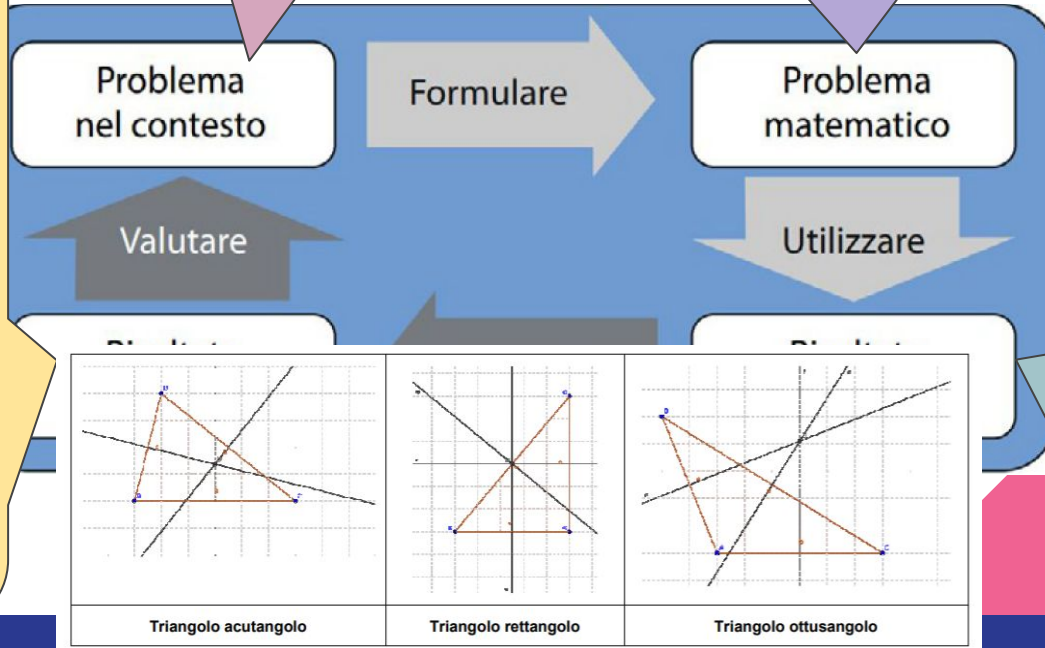 Problema
nel contesto
Formulare
Problema
matematico
Valutare
Utilizzare
Triangolo acutangolo
Triangolo rettangolo
Triangolo ottusangolo